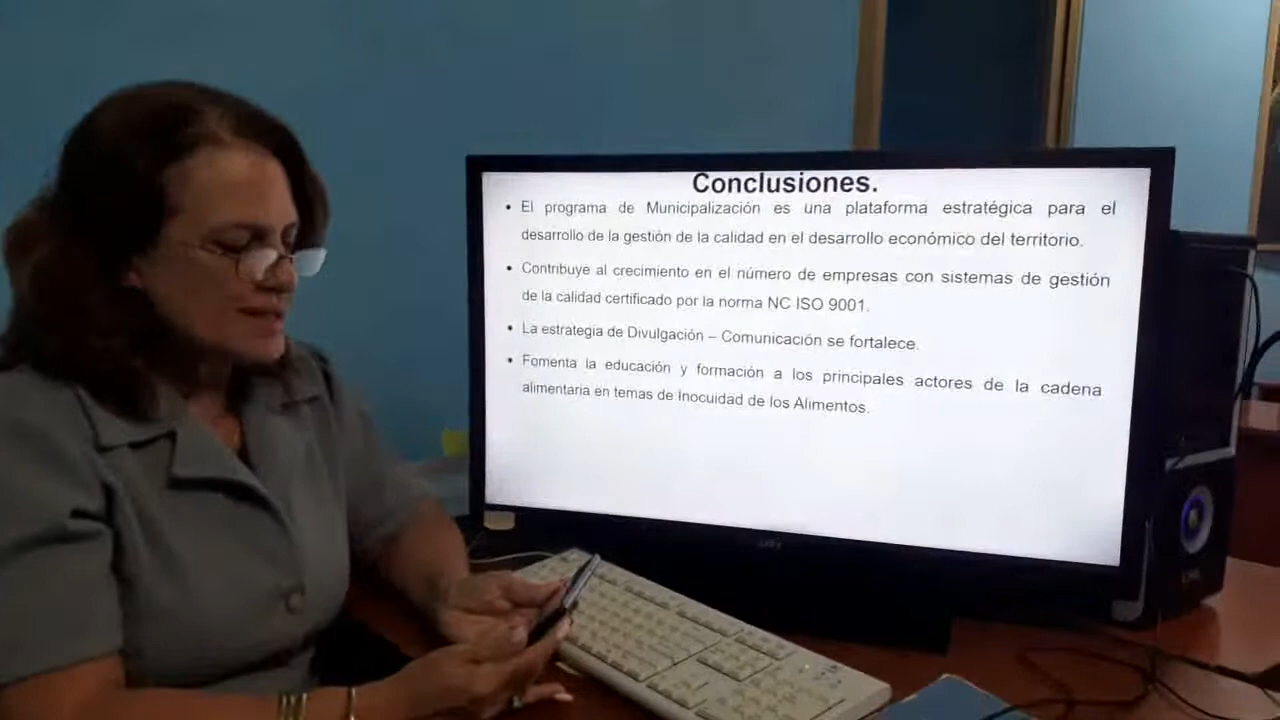 Conclusiones.
• El programa de Municipalización es una plataforma estratégica para el
desarrollo de la gestión de la calidad en el desarrollo económico del territorio.
• Contribuye al crecimiento en el número de empresas con sistemas de gestión
de la calidad certificado por la norma NC ISO 9001.
• La estrategia de Divulgación – Comunicación se fortalece.
• Fomenta la educación y formación a los principales actores de la cadena
alimentaria en temas de Inocuidad de los Alimentos.